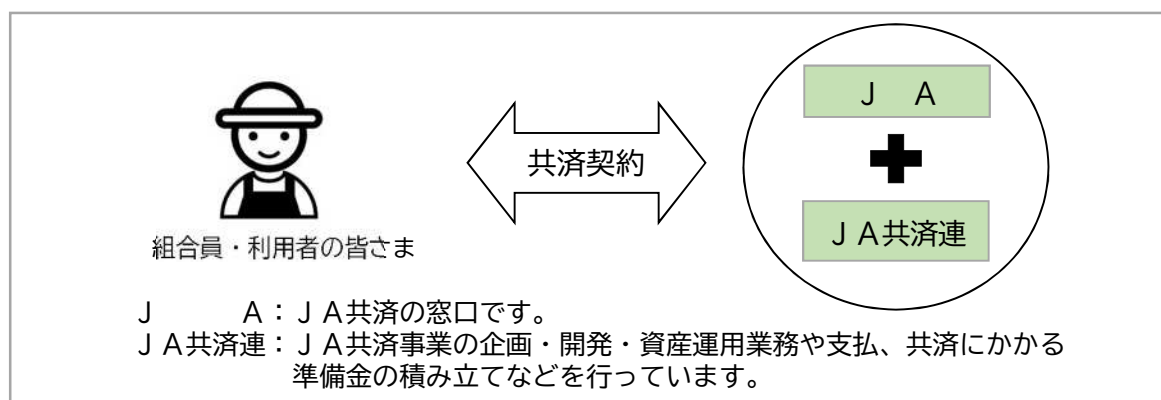 Ｊ　Ａ
共済契約
ＪＡ共済連
組合員・利用者の皆さま
Ｊ　　　Ａ：ＪＡ共済の窓口です。
ＪＡ共済連：ＪＡ共済事業の企画・開発・資産運用業務や支払、共済にかかる
準備金の積み立てなどを行っています。